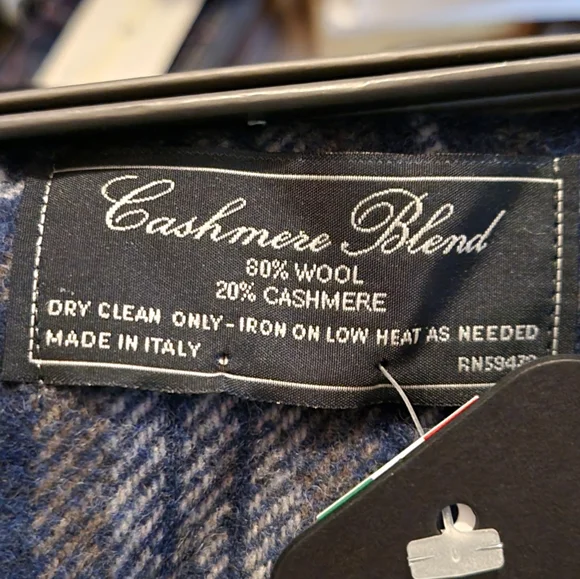 Cashmere Blend
80% WOOL
20% CASHMERE
DRY CLEAN ONLY - IRON ON LOW HEAT AS NEEDED
MADE IN ITALY